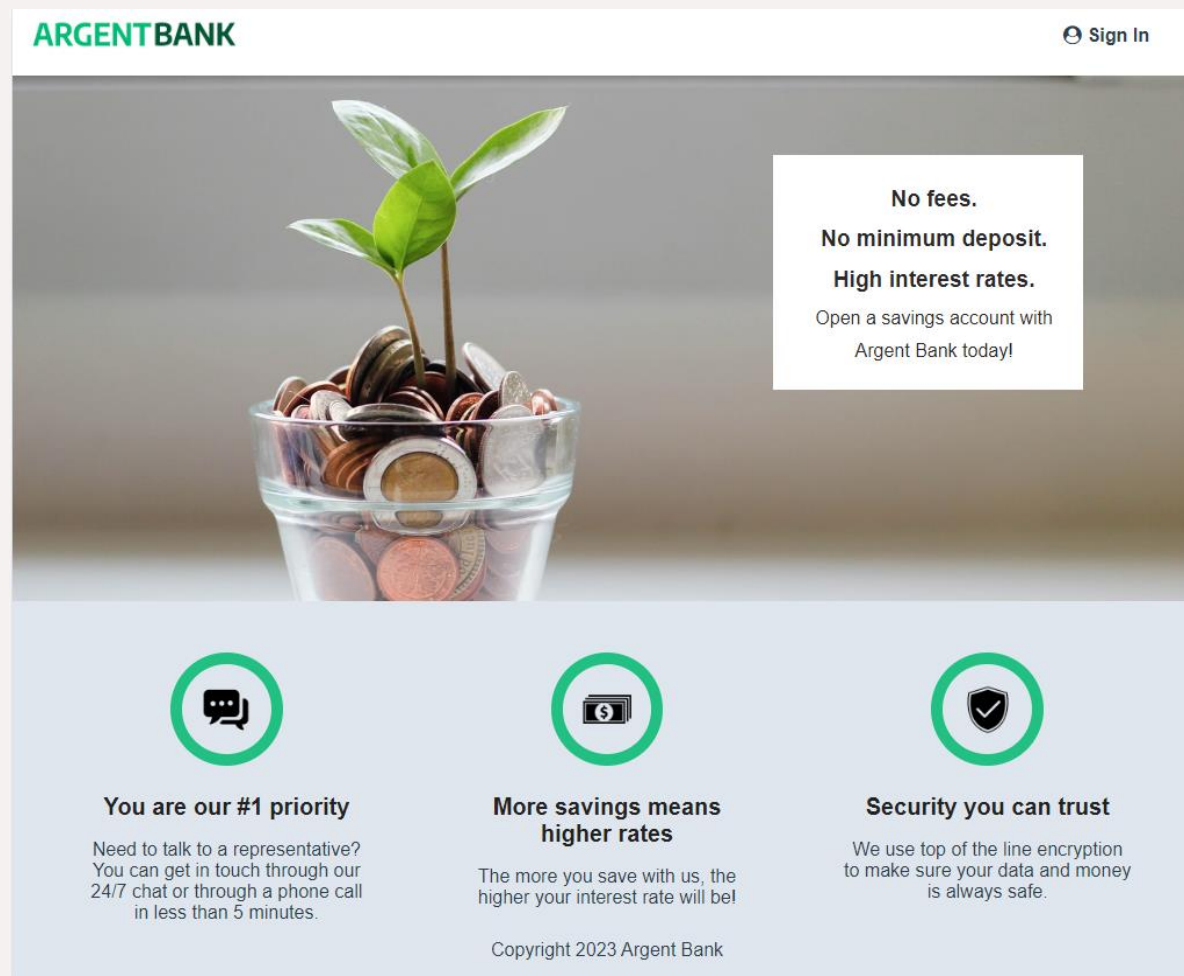 ARGENTBANK
Sign In
No fees.
No minimum deposit.
High interest rates.
Open a savings account with
Argent Bank today!
You are our #1 priority
Need to talk to a representative?
You can get in touch through our
24/7 chat or through a phone call
in less than 5 minutes.
More savings means
higher rates
The more you save with us, the
higher your interest rate will be!
Security you can trust
We use top of the line encryption
to make sure your data and money
is always safe.
Copyright 2023 Argent Bank